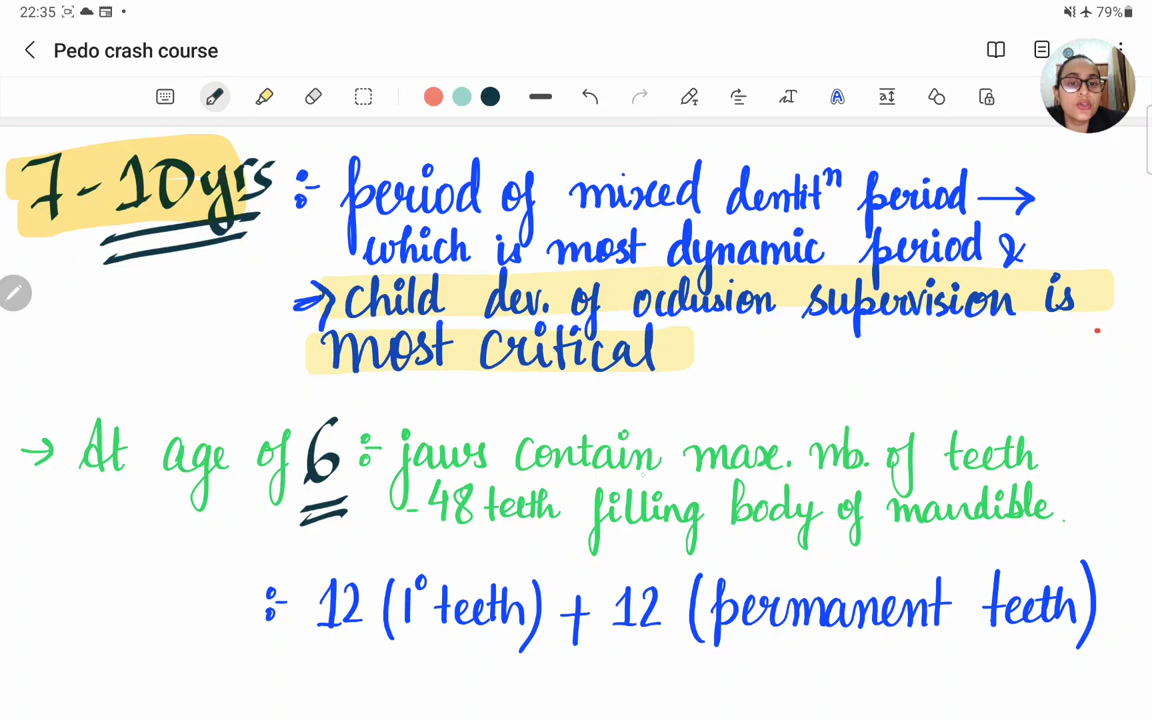 22:35
79%
Pedo crash course
7-10yrs :- period of mixed dentitⁿ period →
which is most dynamic period &
→ child dev. of occlusion supervision is
most critical
→ At age of 6 :- jaws contain max. nb. of teeth
- 48 teeth filling body of mandible.
:- 12 (1° teeth) + 12 (permanent teeth)